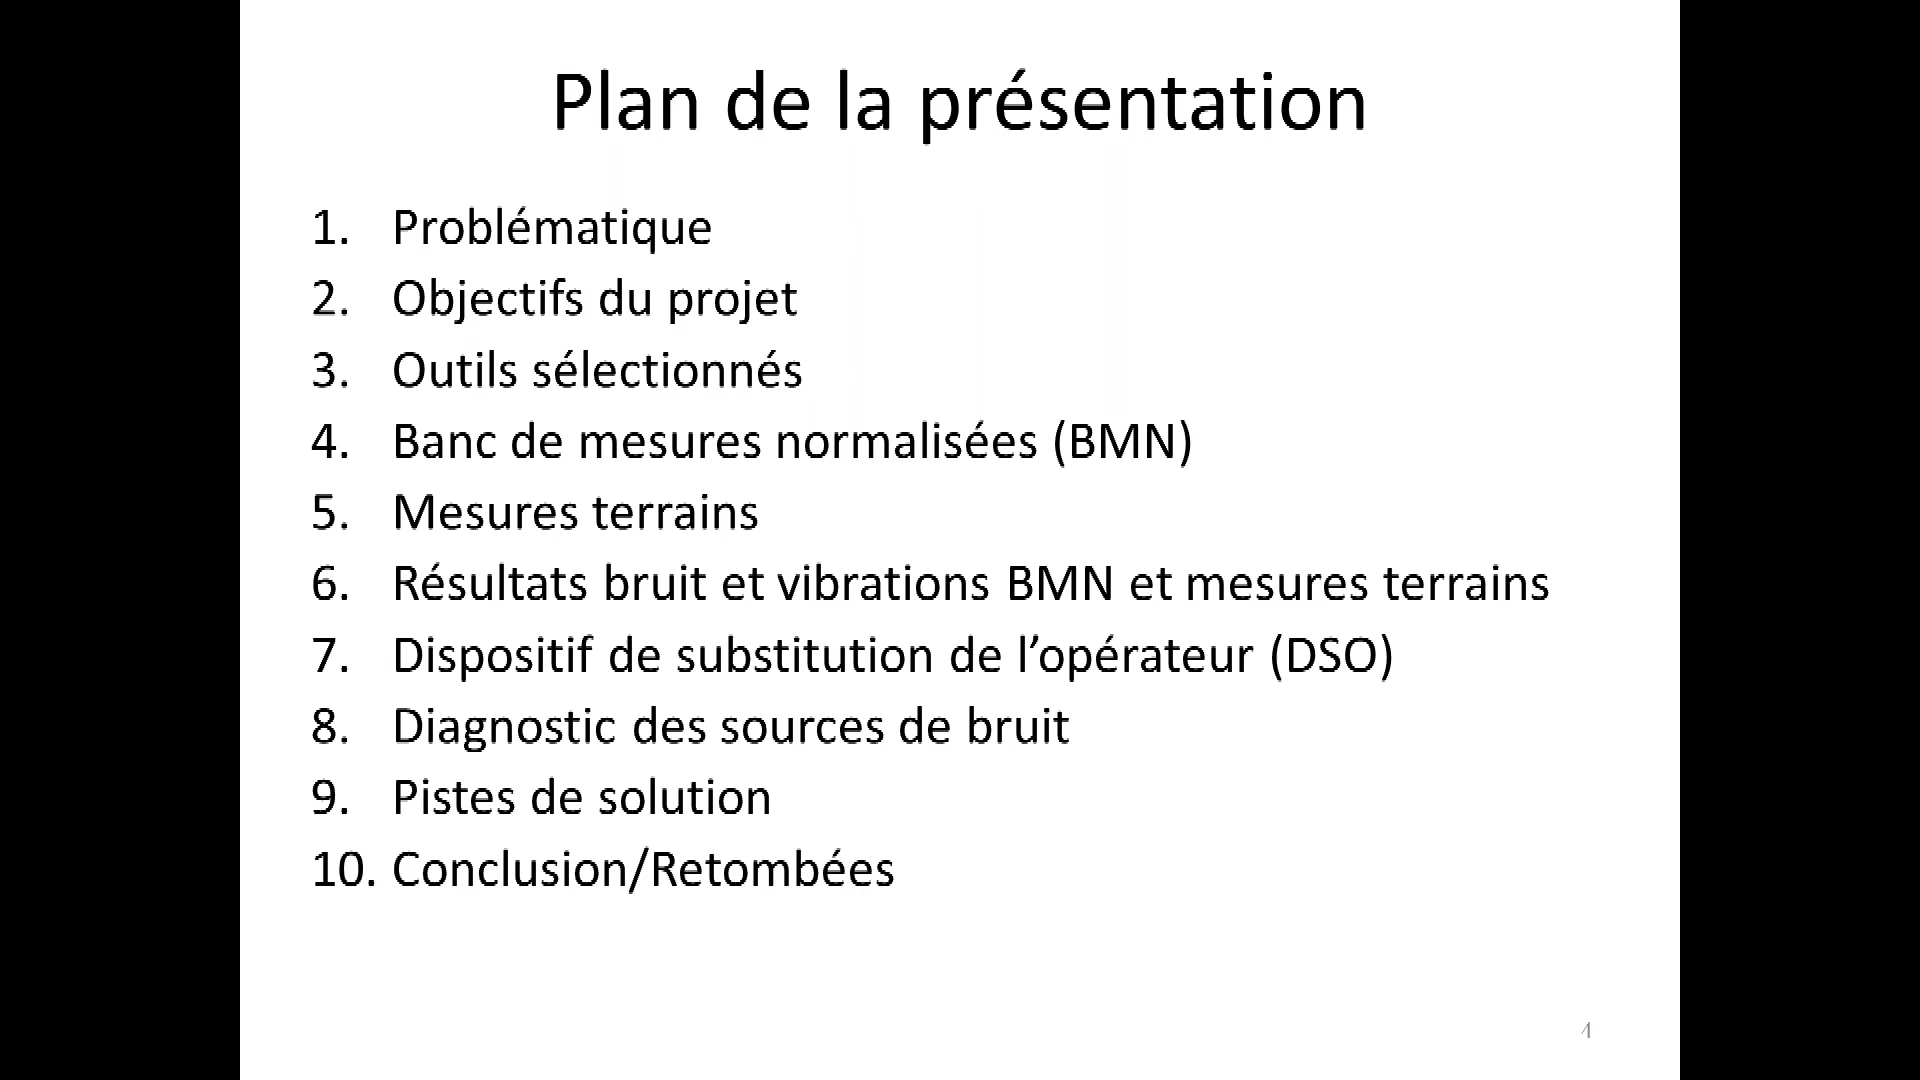 Plan de la présentation
1. Problématique
2. Objectifs du projet
3. Outils sélectionnés
4. Banc de mesures normalisées (BMN)
5. Mesures terrains
6. Résultats bruit et vibrations BMN et mesures terrains
7. Dispositif de substitution de l’opérateur (DSO)
8. Diagnostic des sources de bruit
9. Pistes de solution
10. Conclusion/Retombées
4